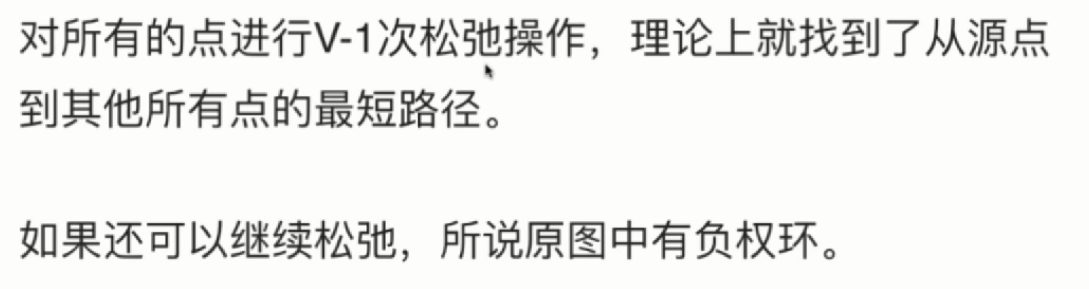 对所有的点进行V-1次松弛操作，理论上就找到了从源点
到其他所有点的最短路径。
如果还可以继续松弛，所说原图中有负权环。